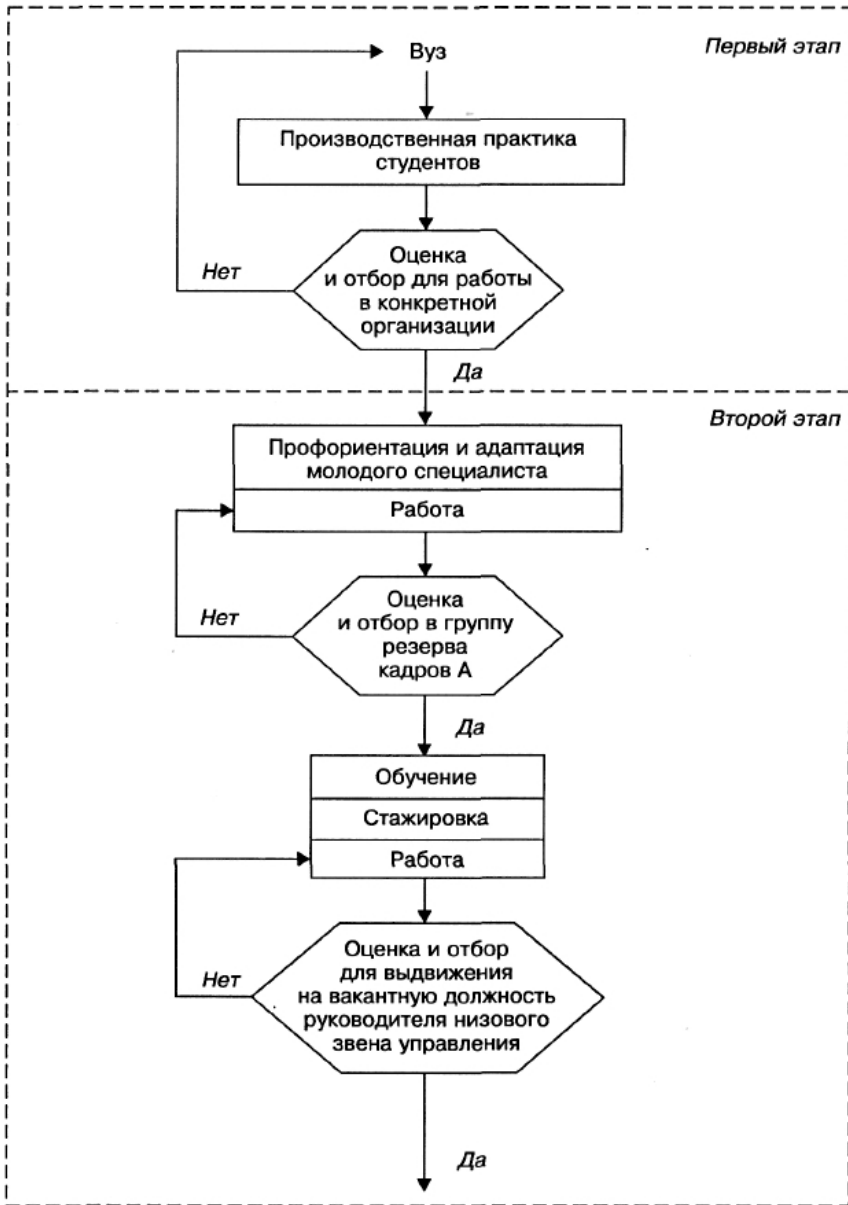 Вуз
Первый этап
Производственная практика
студентов
Оценка
и отбор для работы
в конкретной
организации
Нет
Да
Второй этап
Профориентация и адаптация
молодого специалиста
Работа
Оценка
и отбор в группу
резерва
кадров А
Нет
Да
Обучение
Стажировка
Работа
Оценка и отбор
для выдвижения
на вакантную должность
руководителя низового
звена управления
Нет
Да